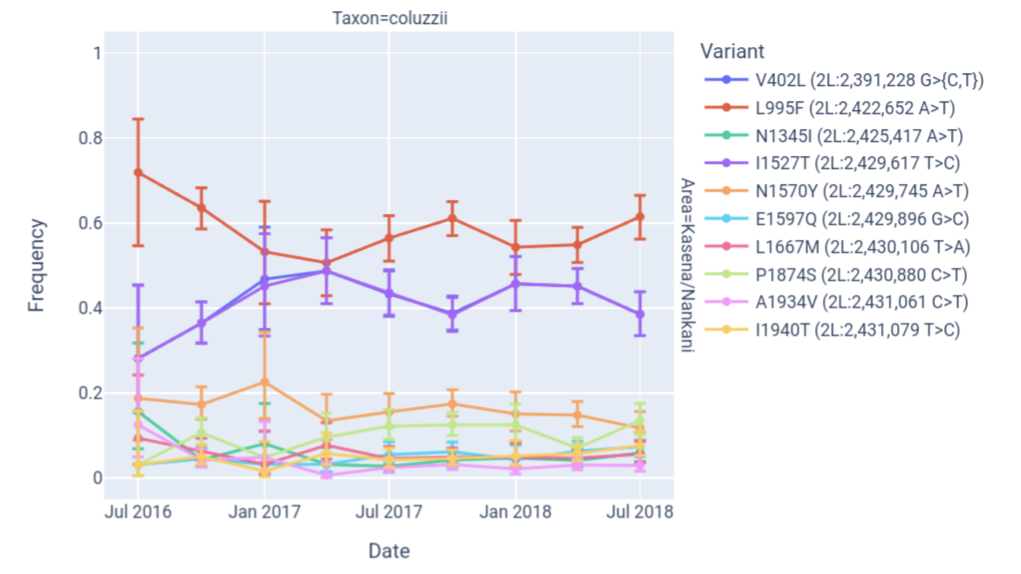 Taxon=coluzzii
Variant
V402L (2L:2,391,228 G>{C,T})
L995F (2L:2,422,652 A>T)
N1345I (2L:2,425,417 A>T)
I1527T (2L:2,429,617 T>C)
N1570Y (2L:2,429,745 A>T)
E1597Q (2L:2,429,896 G>C)
L1667M (2L:2,430,106 T>A)
P1874S (2L:2,430,880 C>T)
A1934V (2L:2,431,061 C>T)
I1940T (2L:2,431,079 T>C)
Area=Kasena/Nankani
Frequency
1
0.8
0.6
0.4
0.2
0
Jul 2016 Jan 2017 Jul 2017 Jan 2018 Jul 2018
Date